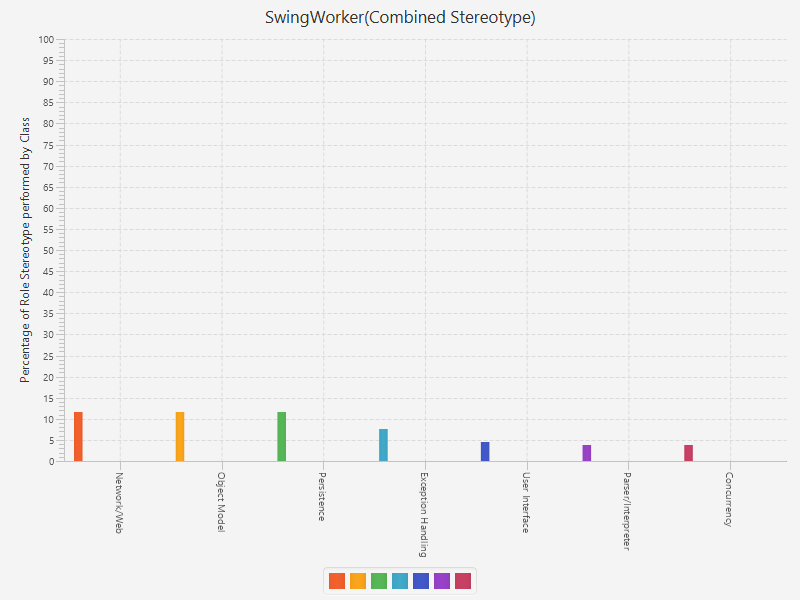 SwingWorker(Combined Stereotype)
Percentage of Role Stereotype performed by Class
100
95
90
85
80
75
70
65
60
55
50
45
40
35
30
25
20
15
10
5
0
Network/Web
Object Model
Persistence
Exception Handling
User Interface
Parser/Interpreter
Concurrency